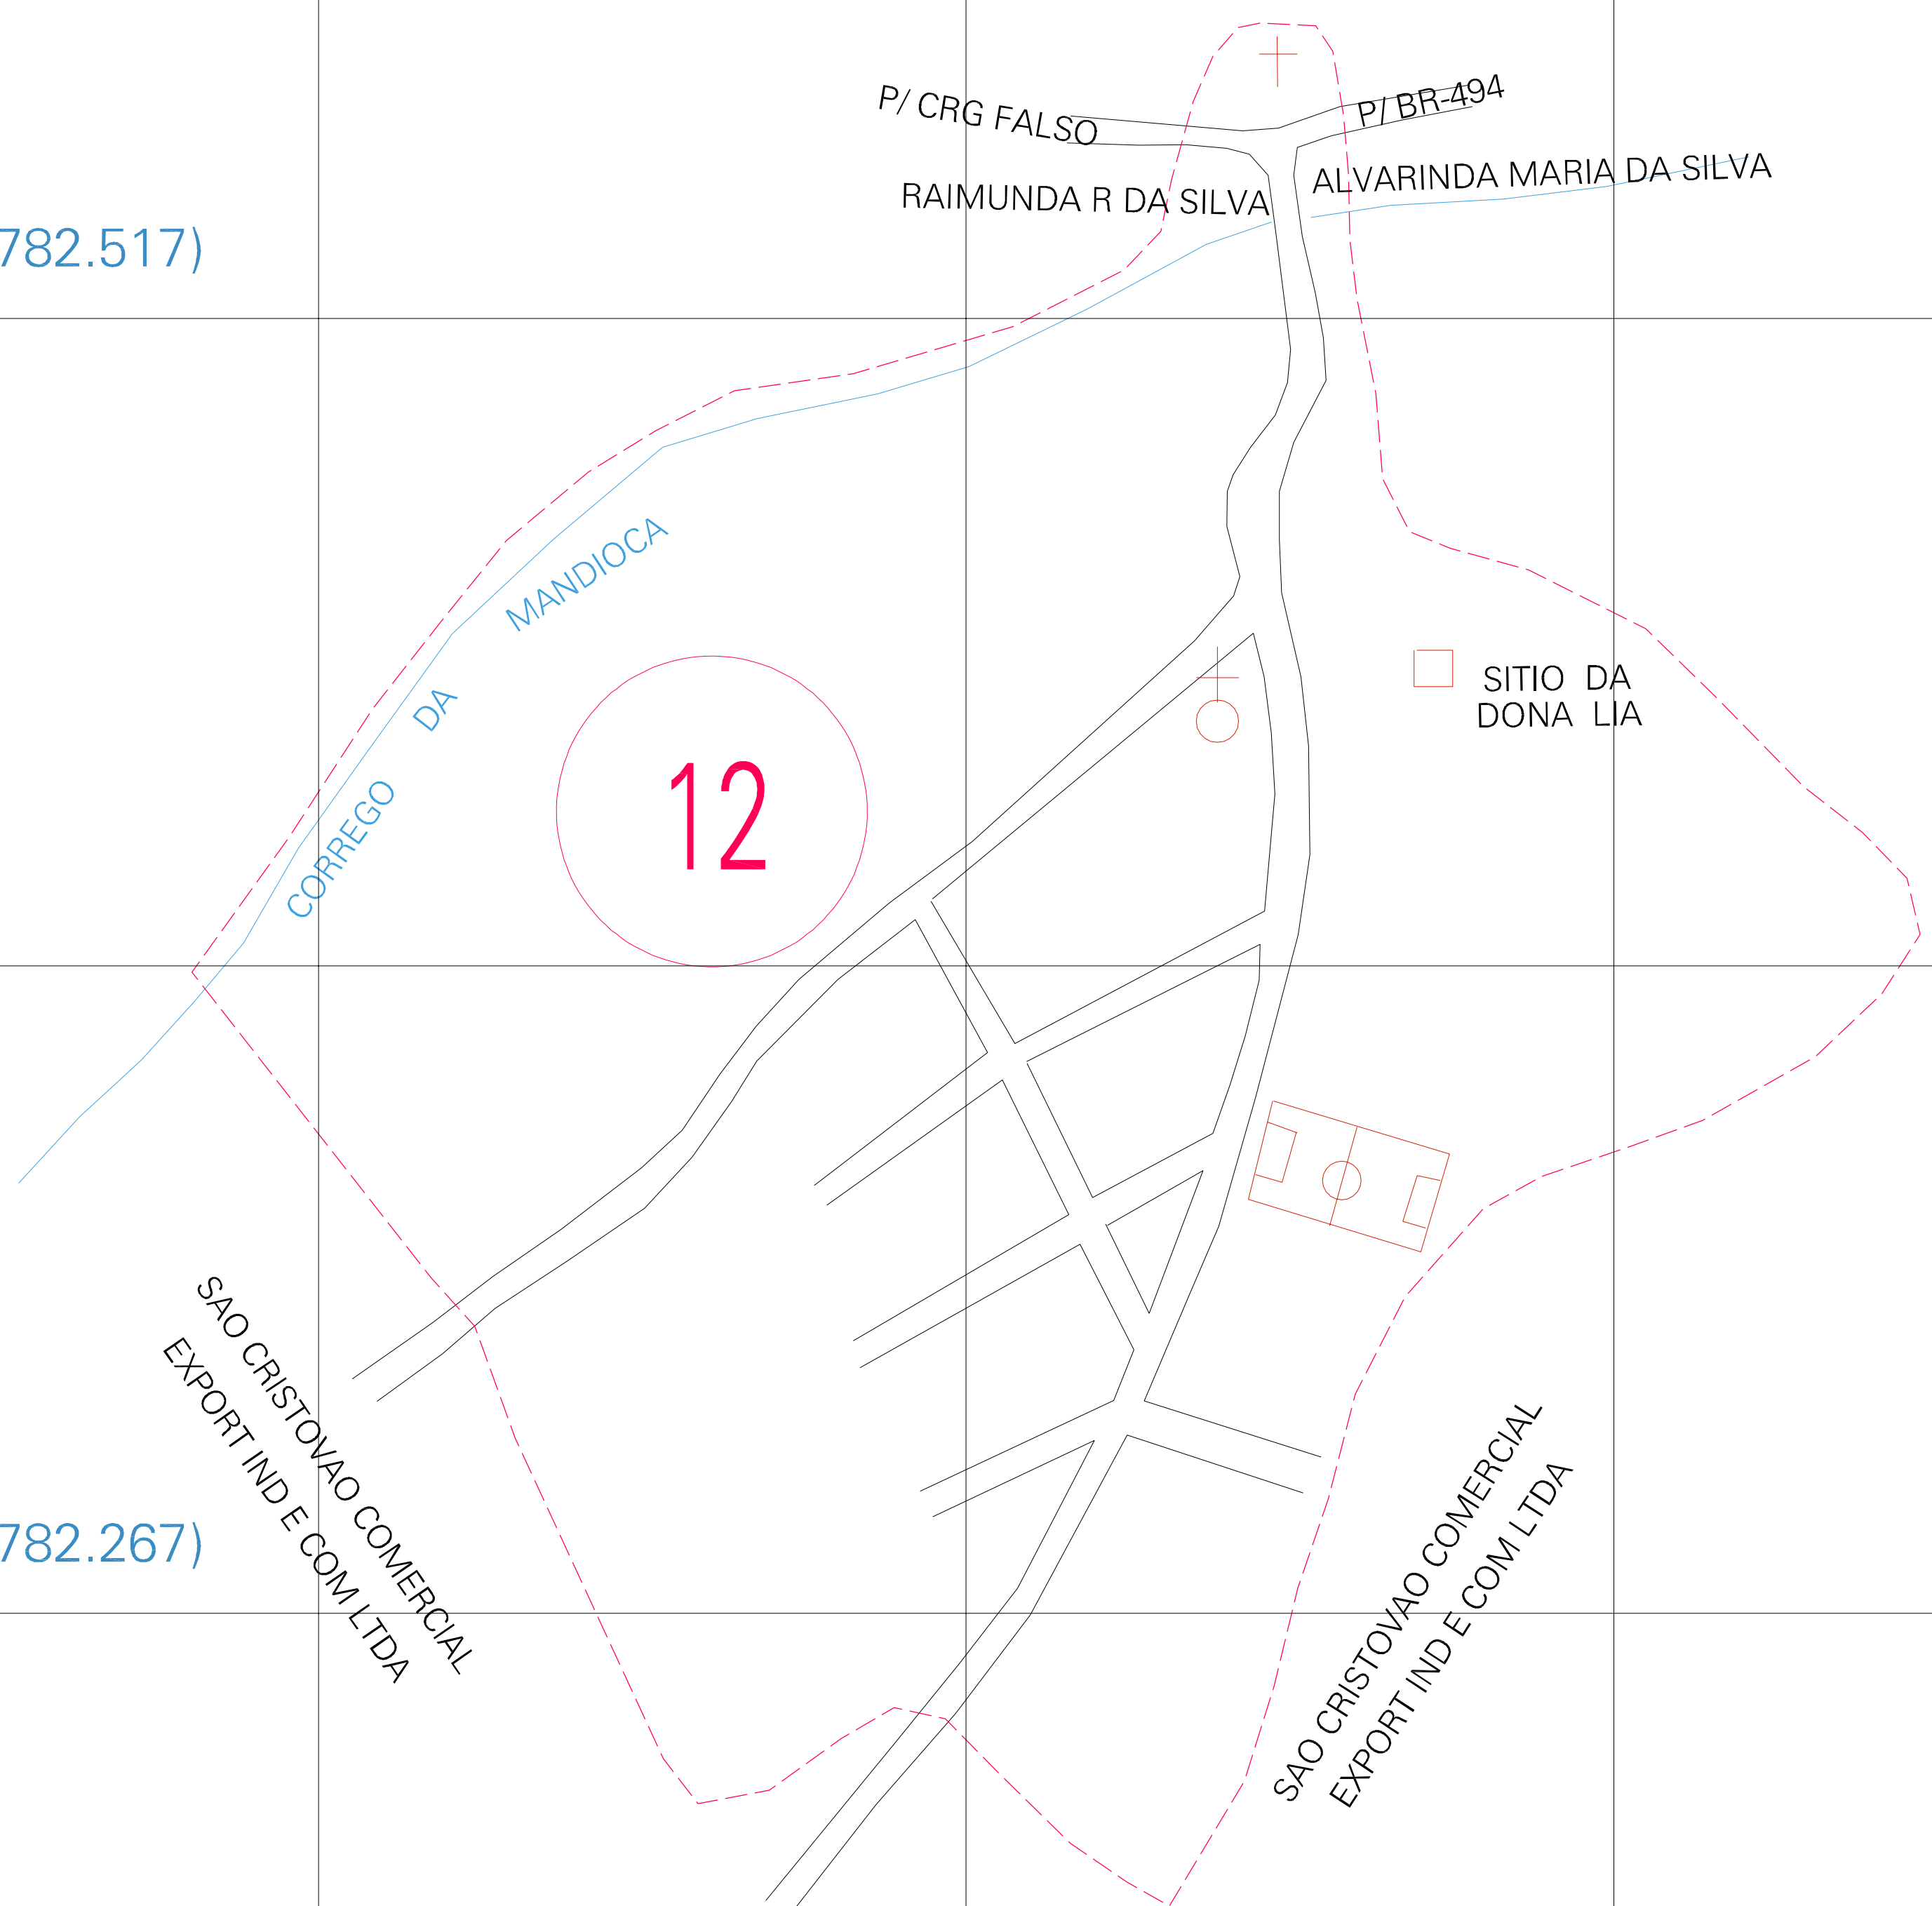 P/ CRG FALSO
P/ BR-494
RAIMUNDA R DA SILVA
ALVARINDA MARIA DA SILVA
782.517)
CORREGO DA MANDIOCA
SITIO DA
DONA LIA
12
SAO CRISTOVAO COMERCIAL
EXPORT IND E COM LTDA
SAO CRISTOVAO COMERCIAL
EXPORT IND E COM LTDA
782.267)